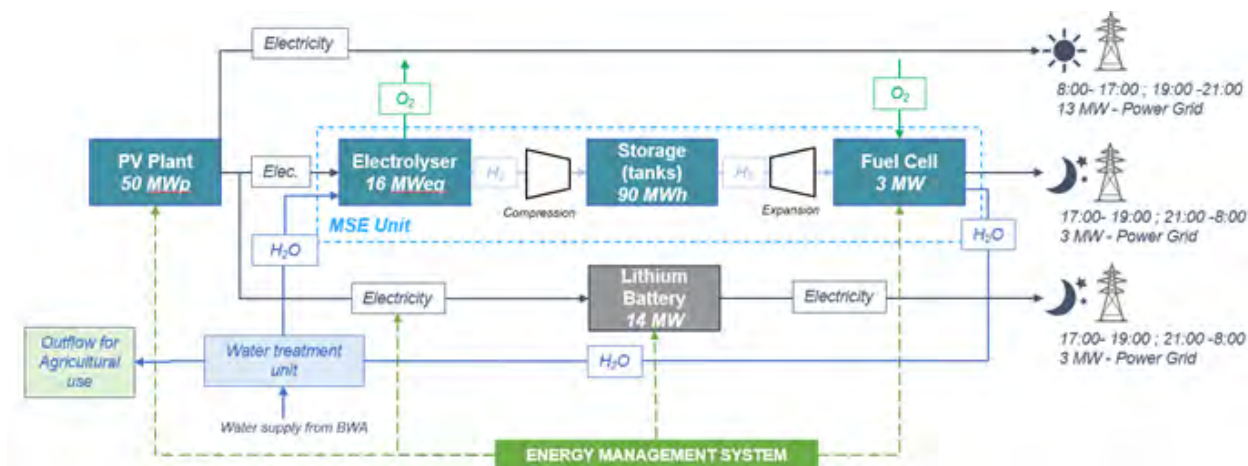 Electricity
O2
O2
8:00- 17:00 ; 19:00 -21:00
13 MW - Power Grid
PV Plant
50 MWp
Elec.
Electrolyser
16 MWeq
H2
Compression
Storage
(tanks)
90 MWh
H2
Expansion
Fuel Cell
3 MW
MSE Unit
H2O
H2O
17:00- 19:00 ; 21:00 -8:00
3 MW - Power Grid
Electricity
Lithium
Battery
14 MW
Electricity
17:00- 19:00 ; 21:00 -8:00
3 MW - Power Grid
Outflow for
Agricultural
use
Water treatment
unit
H2O
Water supply from BWA
ENERGY MANAGEMENT SYSTEM